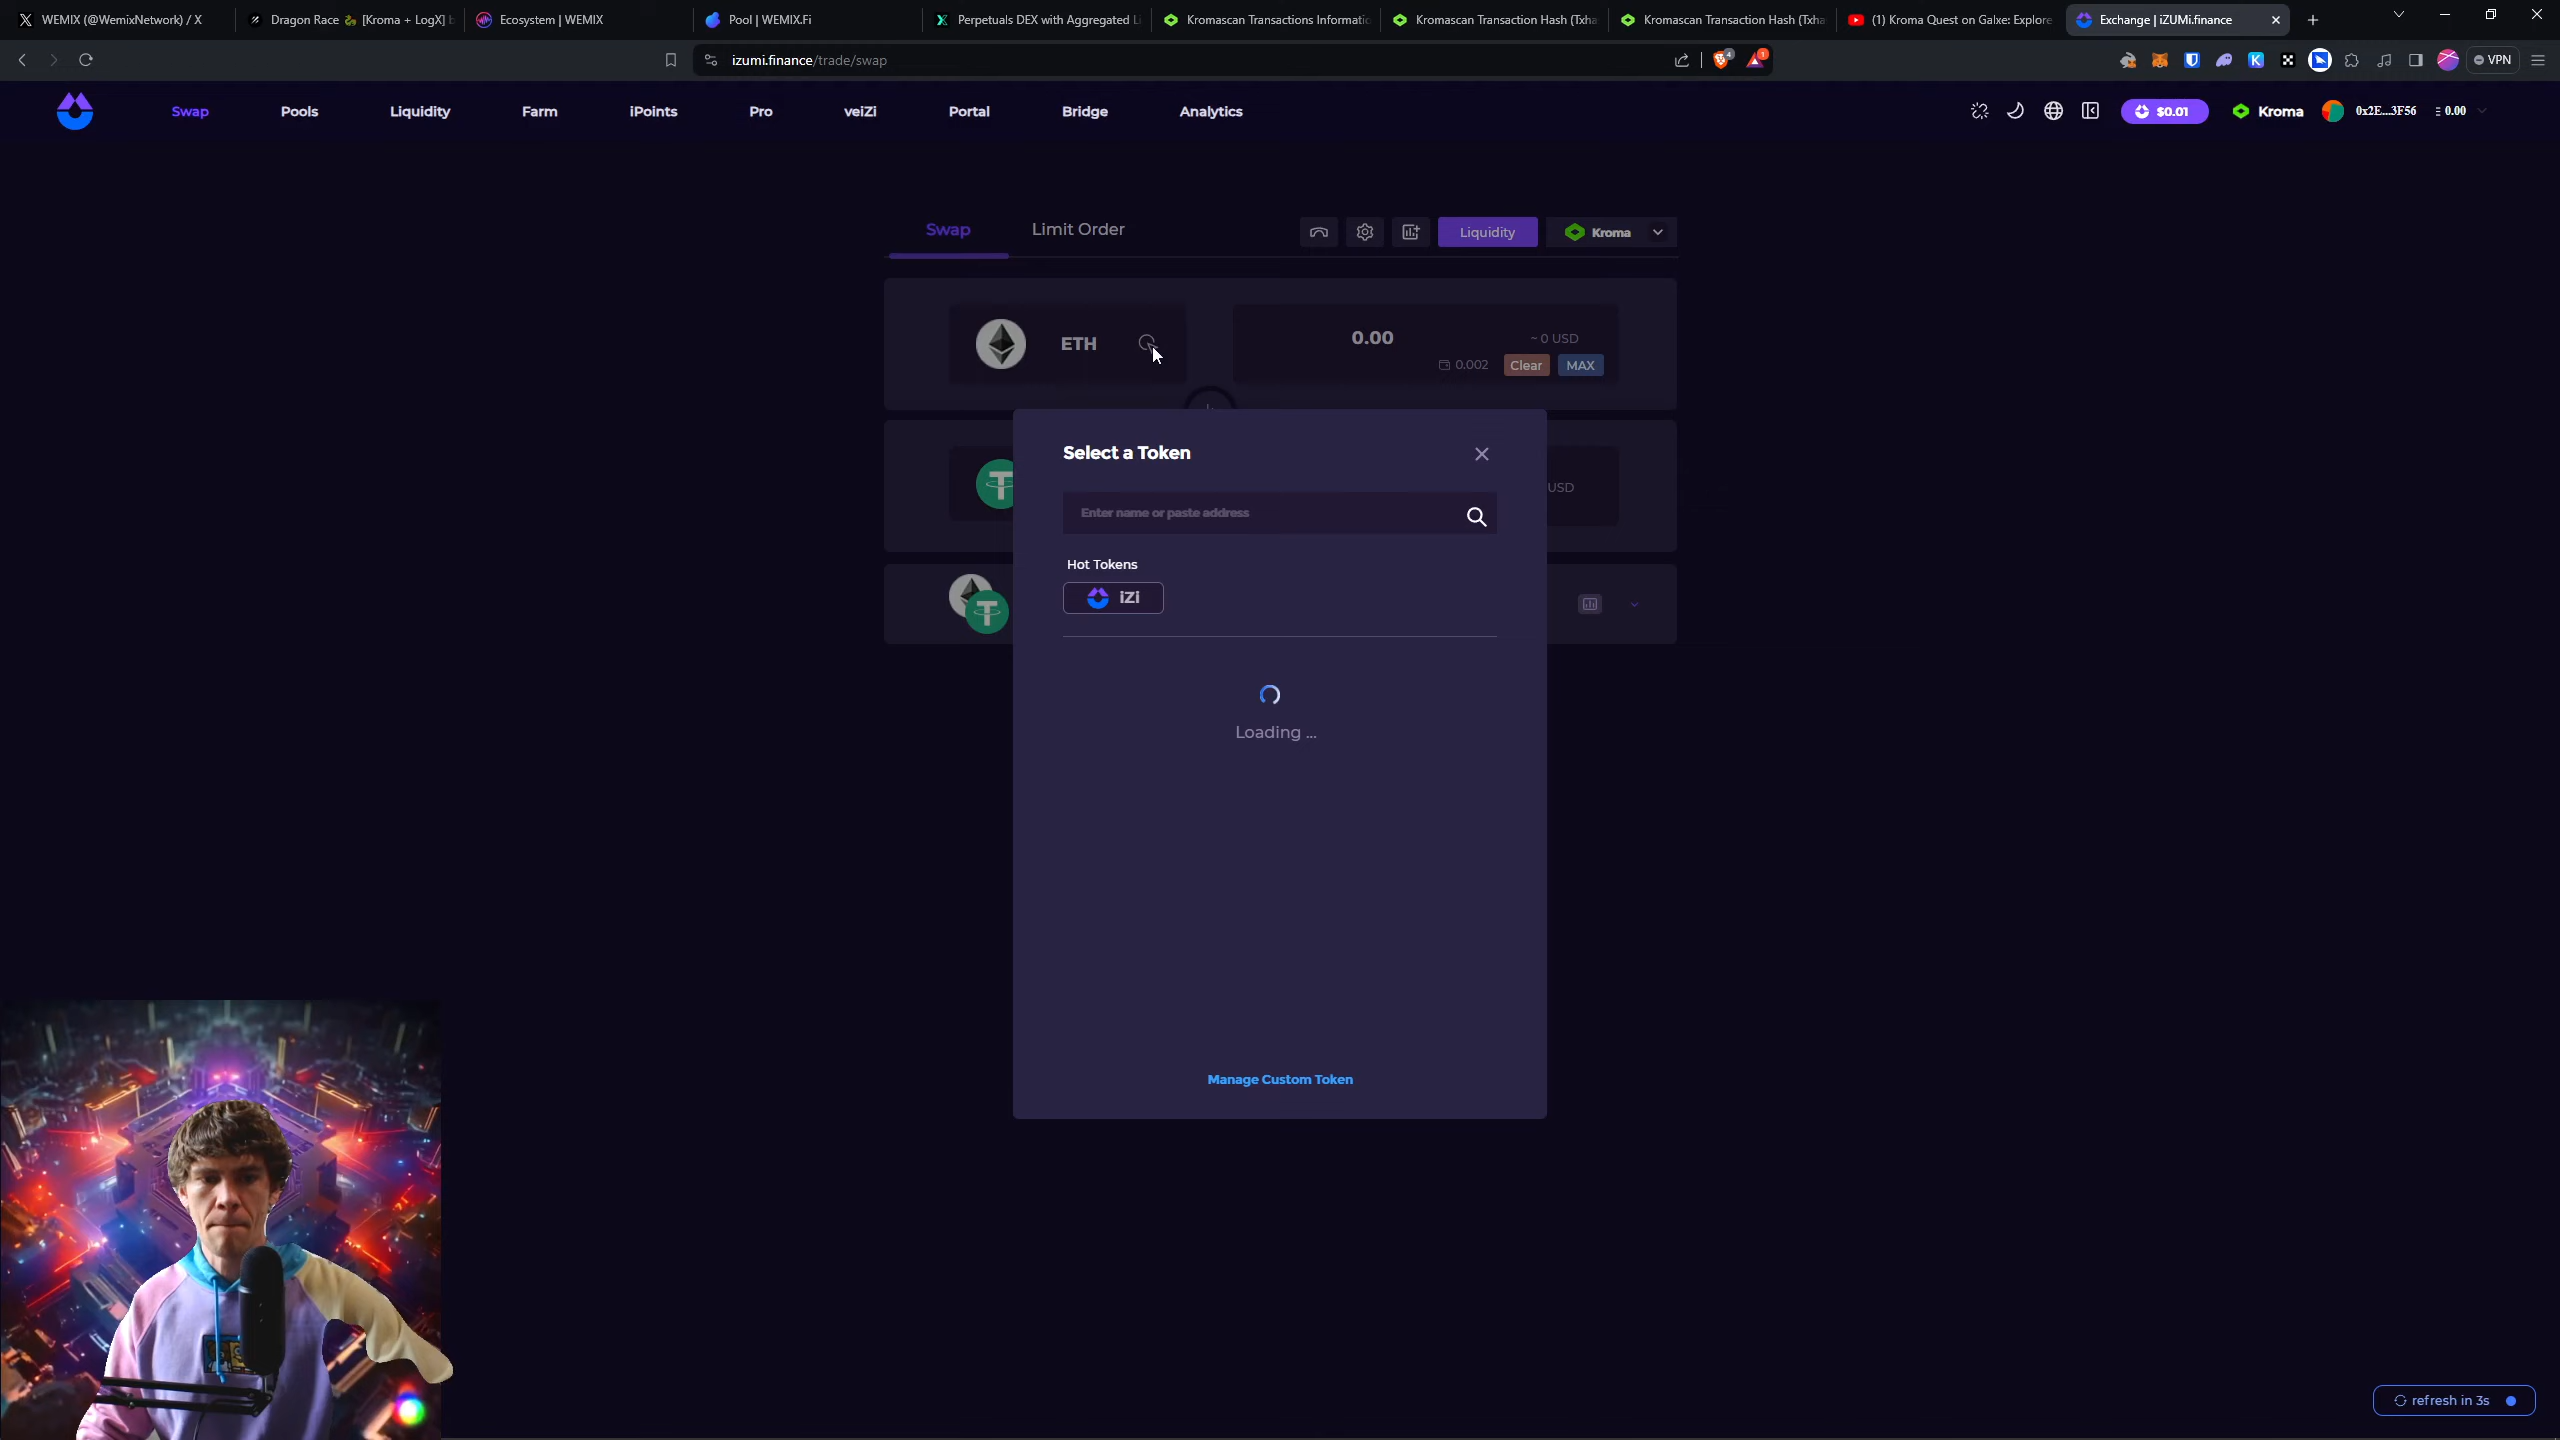 WEMIX (@WemixNetwork) / X
Dragon Race 🐉 [Kroma + LogX] b
Ecosystem | WEMIX
Pool | WEMIX.Fi
Perpetuals DEX with Aggregated Li
Kromascan Transactions Informatio
Kromascan Transaction Hash (Txha
Kromascan Transaction Hash (Txha
(1) Kroma Quest on Galxe: Explore
Exchange | iZUMi.finance
izumi.finance/trade/swap
4
1
VPN
Swap
Pools
Liquidity
Farm
iPoints
Pro
veiZi
Portal
Bridge
Analytics
$0.01
Kroma
0x2E...3F56
0.00
Swap
Limit Order
Liquidity
Kroma
ETH
0.00
~ 0 USD
0.002
Clear
MAX
Select a Token
USD
Enter name or paste address
Hot Tokens
iZi
Loading ...
Manage Custom Token
refresh in 3s